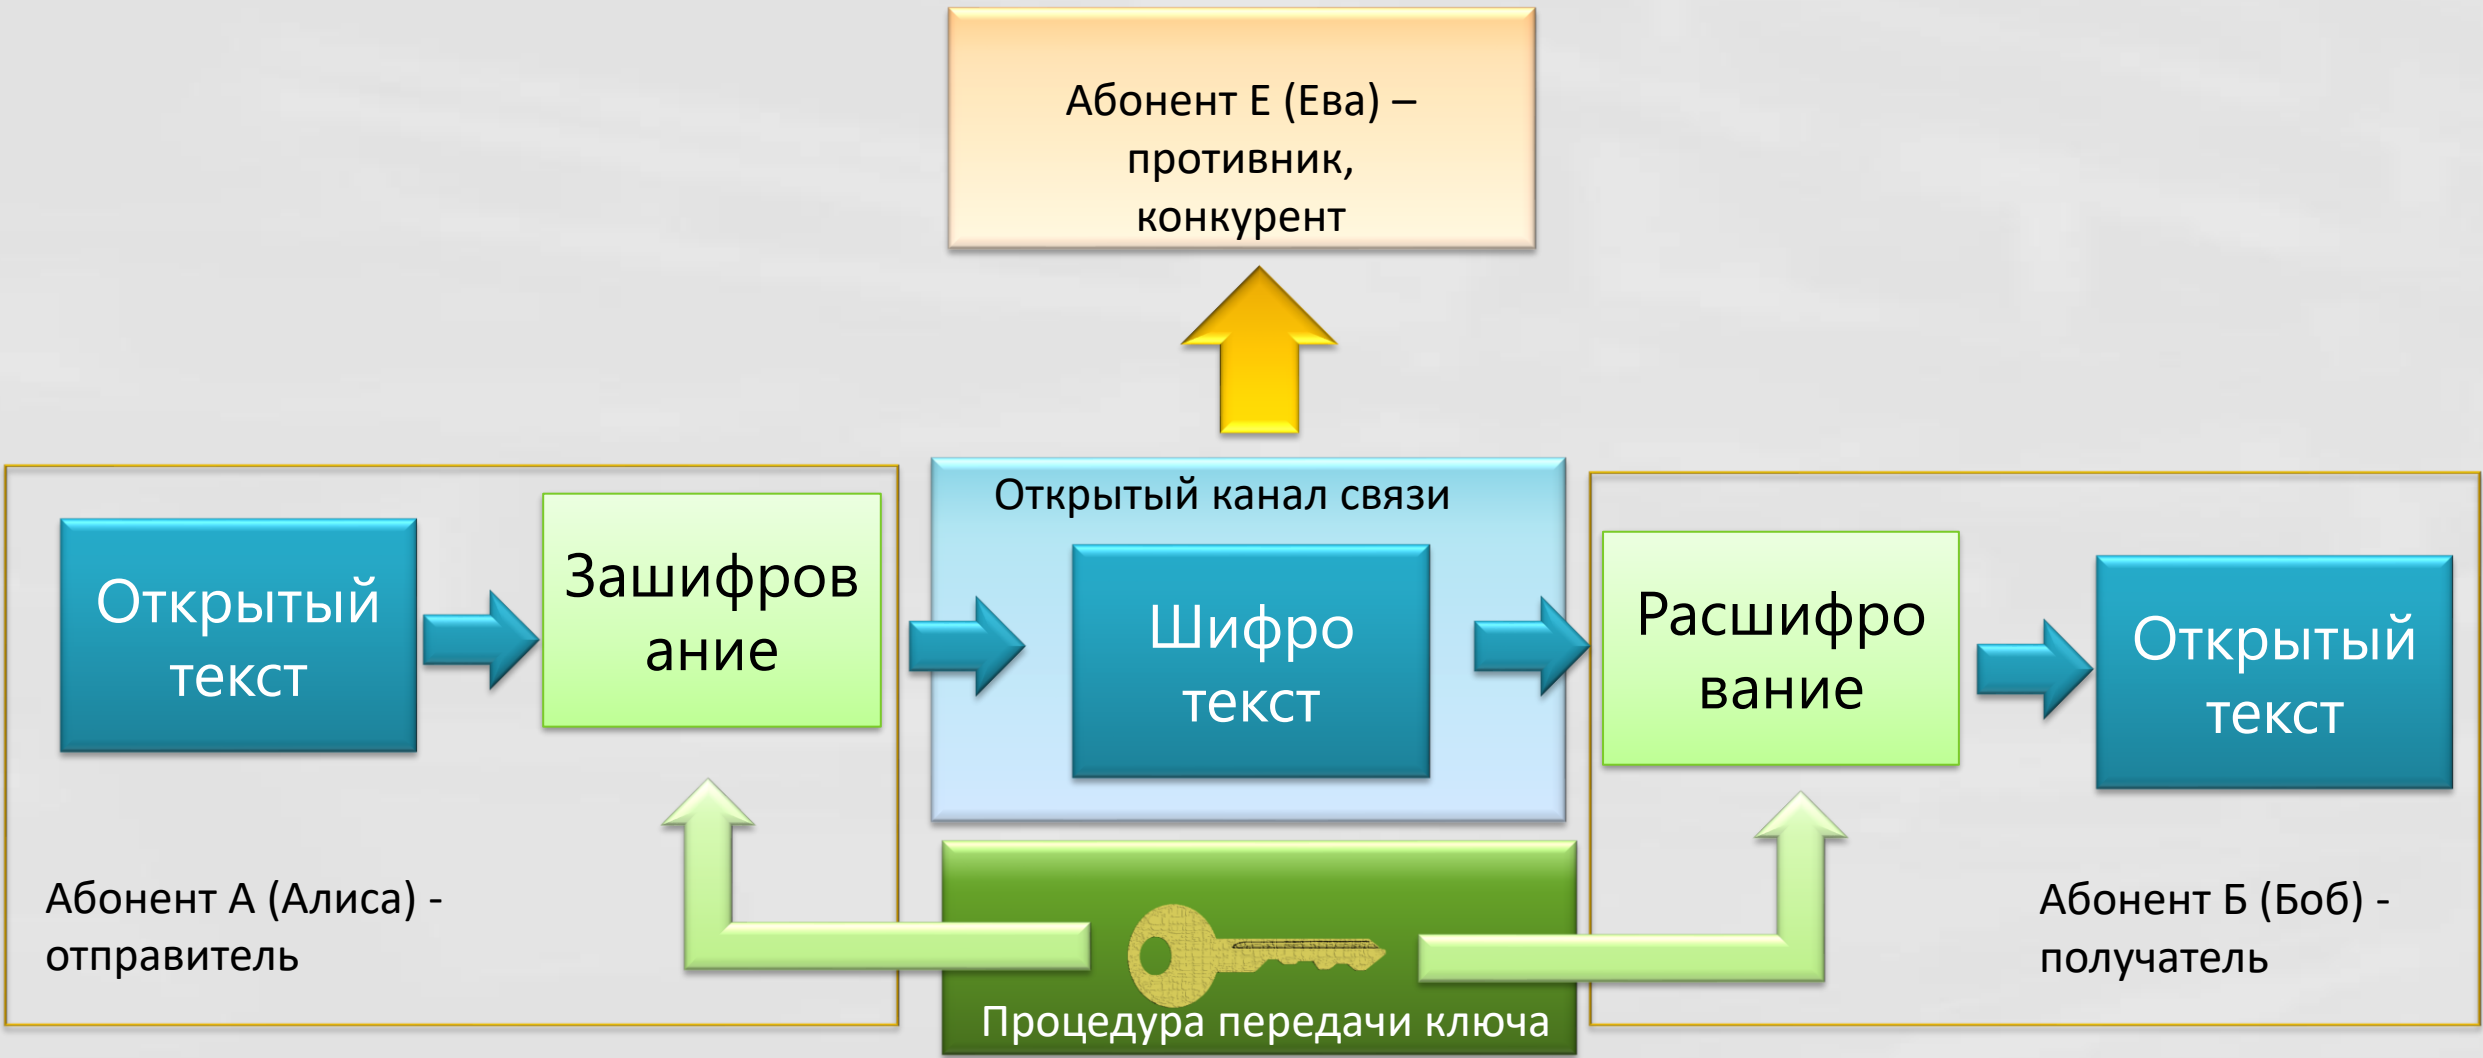 Абонент Е (Ева) –
противник,
конкурент
Открытый
текст
Зашифров
ание
Открытый канал связи
Шифро
текст
Расшифро
вание
Открытый
текст
Абонент А (Алиса) -
отправитель
Процедура передачи ключа
Абонент Б (Боб) -
получатель